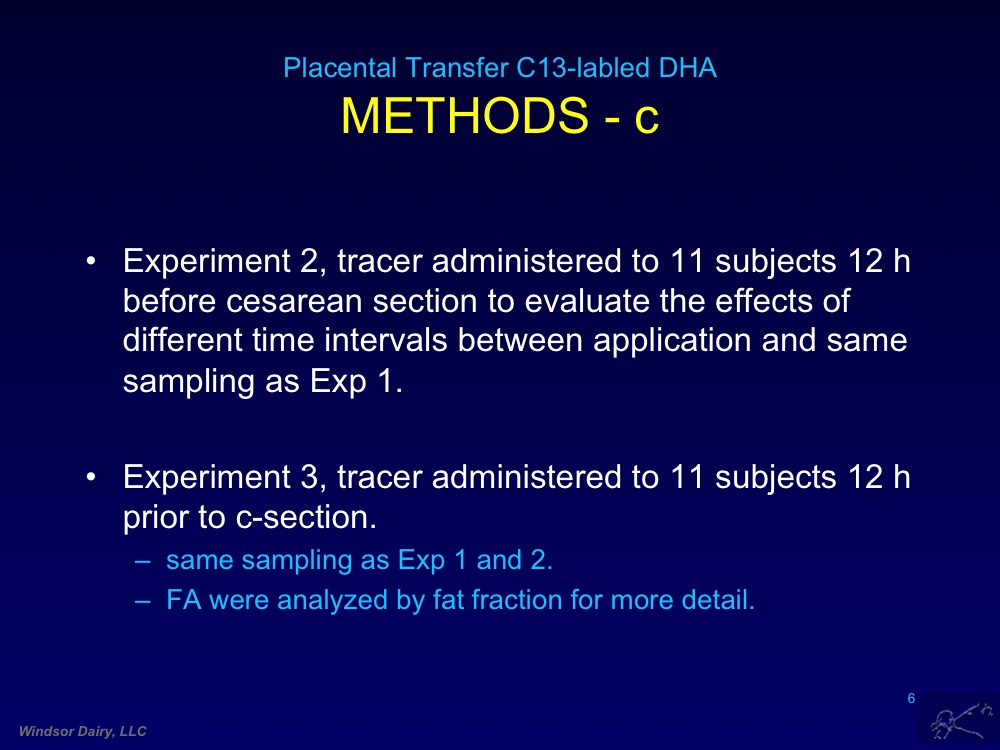 Placental Transfer C13-labled DHA
METHODS - c
• Experiment 2, tracer administered to 11 subjects 12 h
before cesarean section to evaluate the effects of
different time intervals between application and same
sampling as Exp 1.
• Experiment 3, tracer administered to 11 subjects 12 h
prior to c-section.
– same sampling as Exp 1 and 2.
– FA were analyzed by fat fraction for more detail.
6
Windsor Dairy, LLC